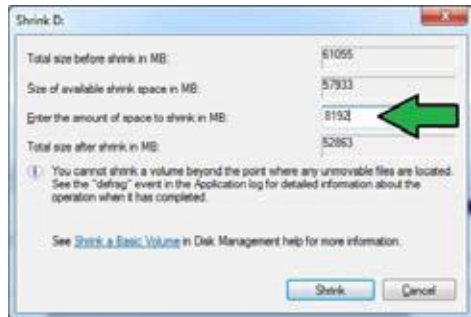 Shrink D:
Total size before shrink in MB: 61055
Size of available shrink space in MB: 57933
Enter the amount of space to shrink in MB: 8192
Total size after shrink in MB: 52863
You cannot shrink a volume beyond the point where any unmovable files are located.
See the "defrag" event in the Application log for detailed information about the
operation when it has completed.
See Shrink a Basic Volume in Disk Management help for more information.
Shrink Cancel